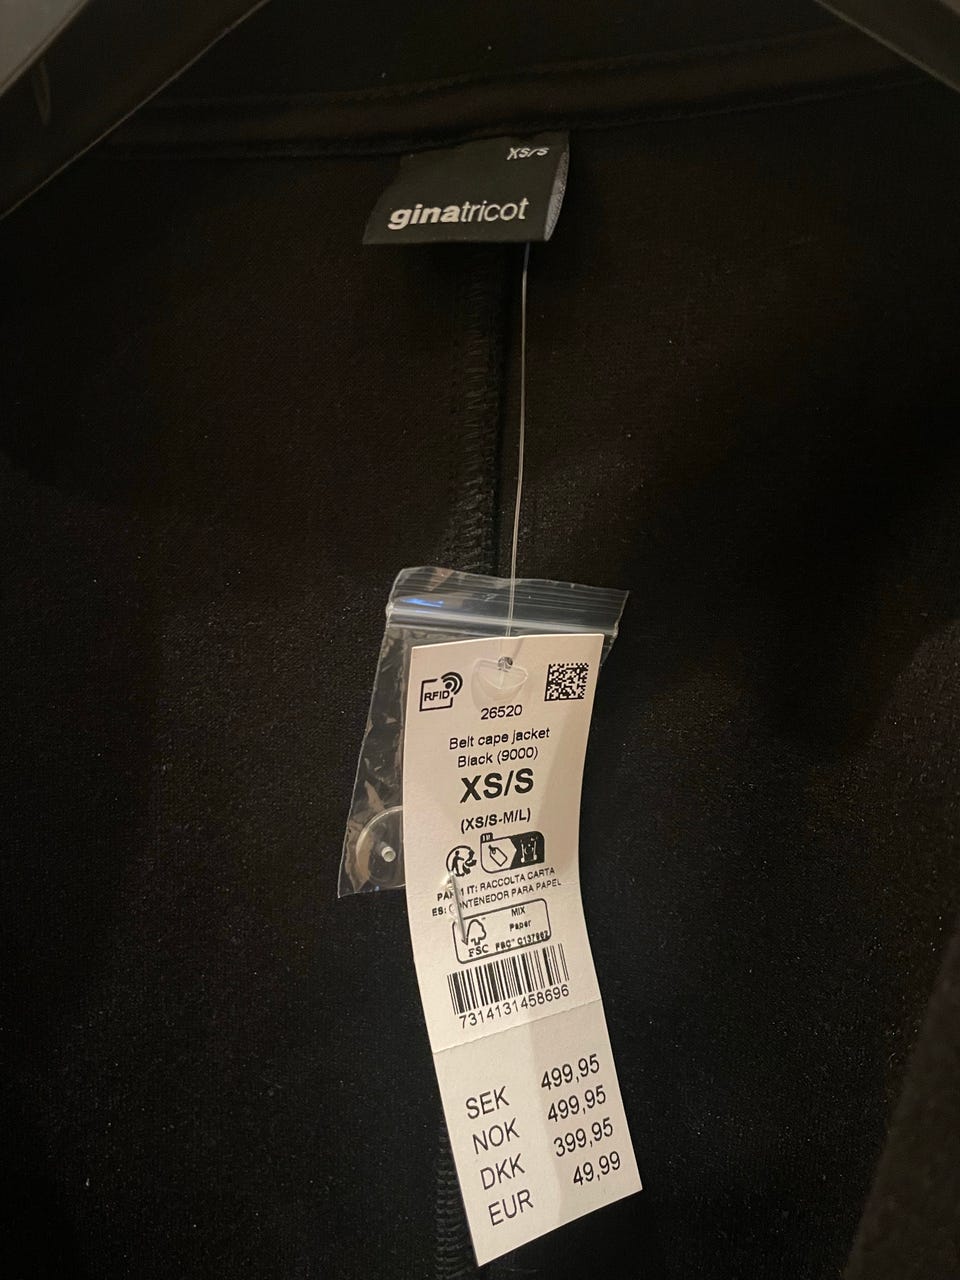 XS/S
ginatricot
RFID
26520
Belt cape jacket
Black (9000)
XS/S
(XS/S-M/L)
IT: RACCOLTA CARTA
ES: CONTENEDOR PARA PAPEL
MIX
Paper
FSC
7314131458696
SEK 499,95
NOK 499,95
DKK 399,95
EUR 49,99